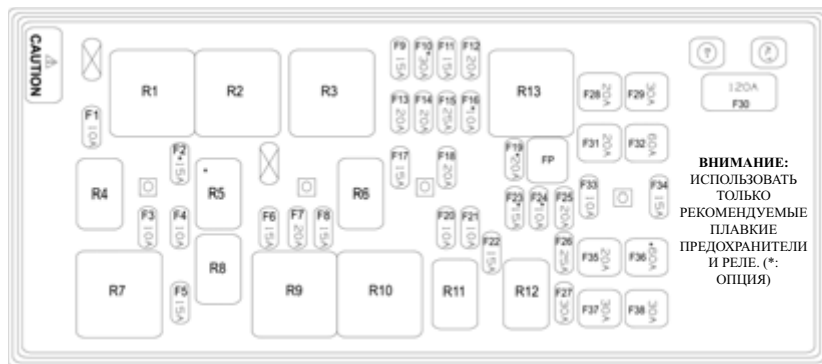 CAUTION
F1 10A
R1
R2
R3
F9 15A
F10 *30A
F11 15A
F12 20A
F13 20A
F14 20A
F15 25A
F16 *10A
R13
F28 20A
F29 30A
120A
F30
F2 *15A
R4
* R5
R6
F17 15A
F18 20A
F19 *20A
FP
F31 20A
F32 60A
F3 10A
F4 10A
F6 15A
F7 20A
F8 15A
F20 10A
F21 10A
F23 *15A
F24 *10A
F25 20A
F33 10A
F34 15A
R7
F5 15A
R8
R9
R10
R11
F22 15A
R12
F26 25A
F27 30A
F35 20A
F36 *60A
F37 30A
F38 30A
ВНИМАНИЕ:
ИСПОЛЬЗОВАТЬ
ТОЛЬКО
РЕКОМЕНДУЕМЫЕ
ПЛАВКИЕ
ПРЕДОХРАНИТЕЛИ
И РЕЛЕ. (*:
ОПЦИЯ)